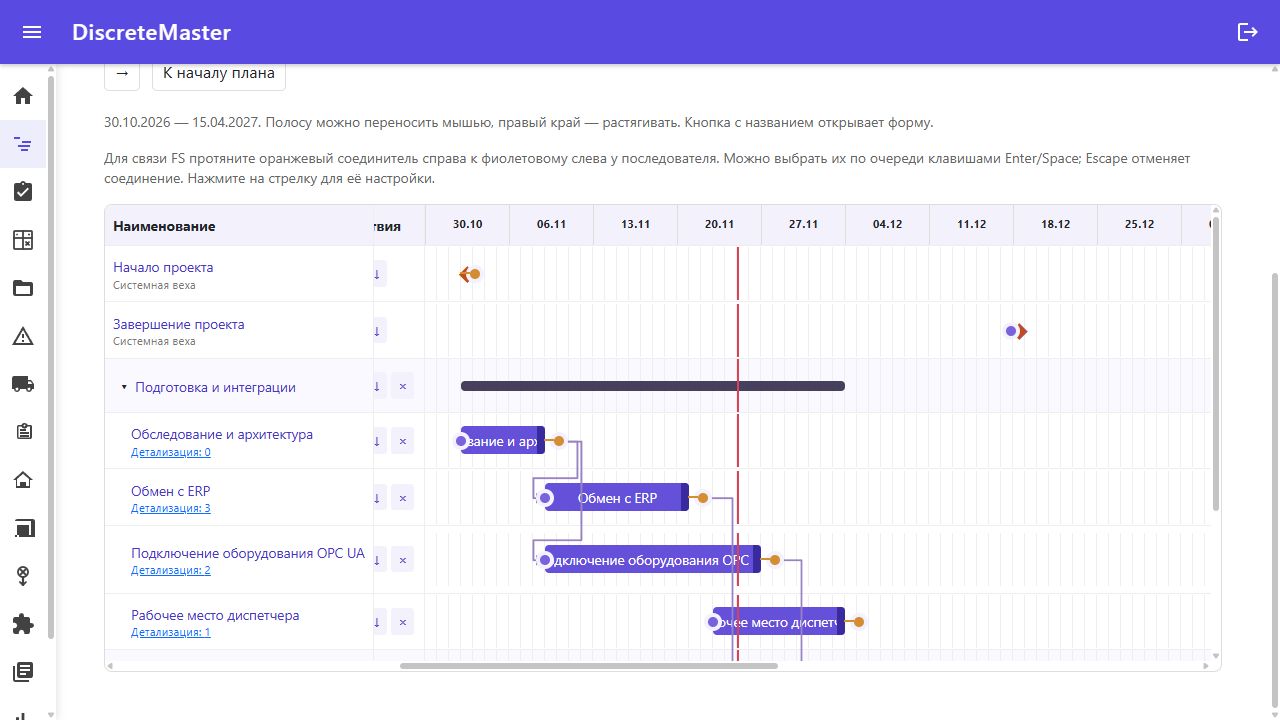 DiscreteMaster
→
К началу плана
30.10.2026 — 15.04.2027. Полосу можно переносить мышью, правый край — растягивать. Кнопка с названием открывает форму.
Для связи FS протяните оранжевый соединитель справа к фиолетовому слева у последователя. Можно выбрать их по очереди клавишами Enter/Space; Escape отменяет
соединение. Нажмите на стрелку для её настройки.
Наименование
твия
30.10
06.11
13.11
20.11
27.11
04.12
11.12
18.12
25.12
Начало проекта
Системная веха
↓
Завершение проекта
Системная веха
↓
▾ Подготовка и интеграции
↓ ×
Обследование и архитектура
Детализация: 0
↓ ×
вание и арх
Обмен с ERP
Детализация: 3
↓ ×
Обмен с ERP
Подключение оборудования OPC UA
Детализация: 2
↓ ×
дключение оборудования OPC
Рабочее место диспетчера
Детализация: 1
↓ ×
очее место диспетч